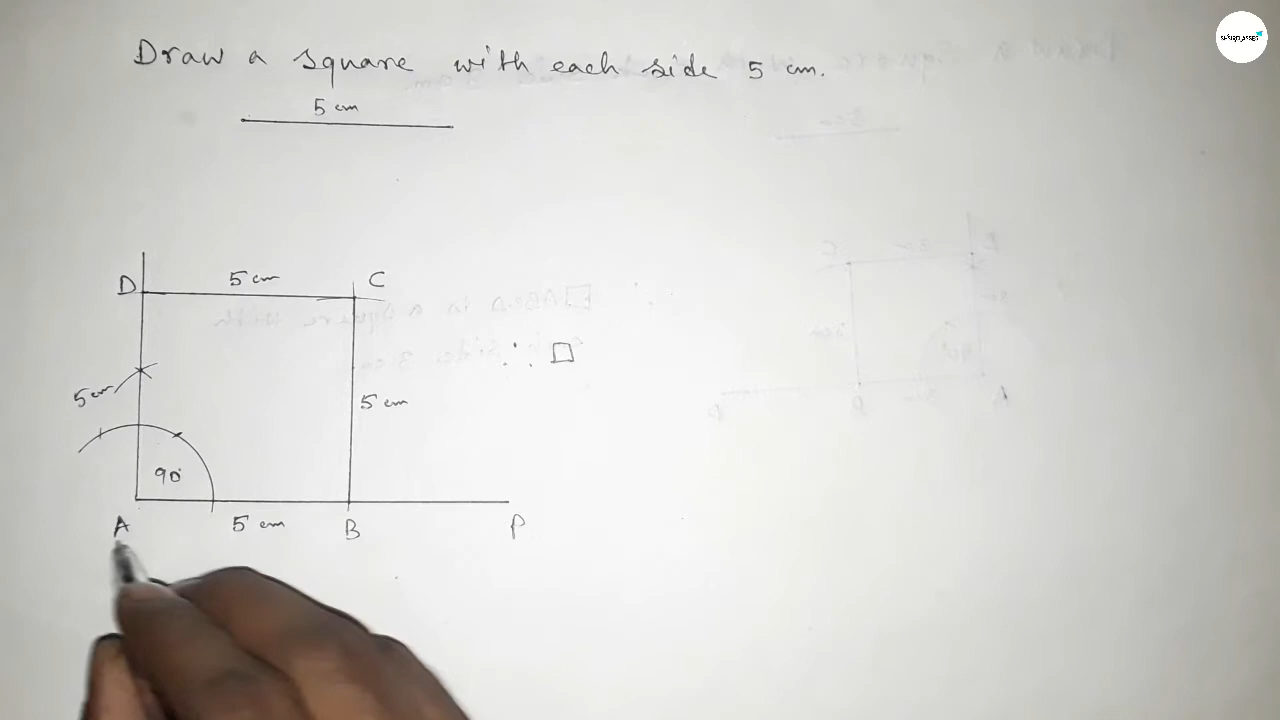 Draw a square with each side 5 cm.
5 cm
D 5 cm C
∴ □
5 cm 5 cm
90°
A 5 cm B P